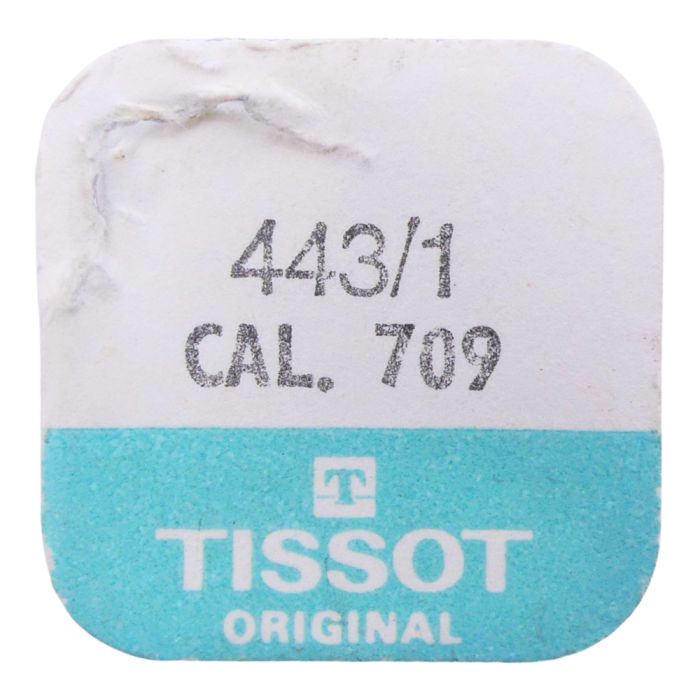 443/1
CAL. 709
T
TISSOT
ORIGINAL